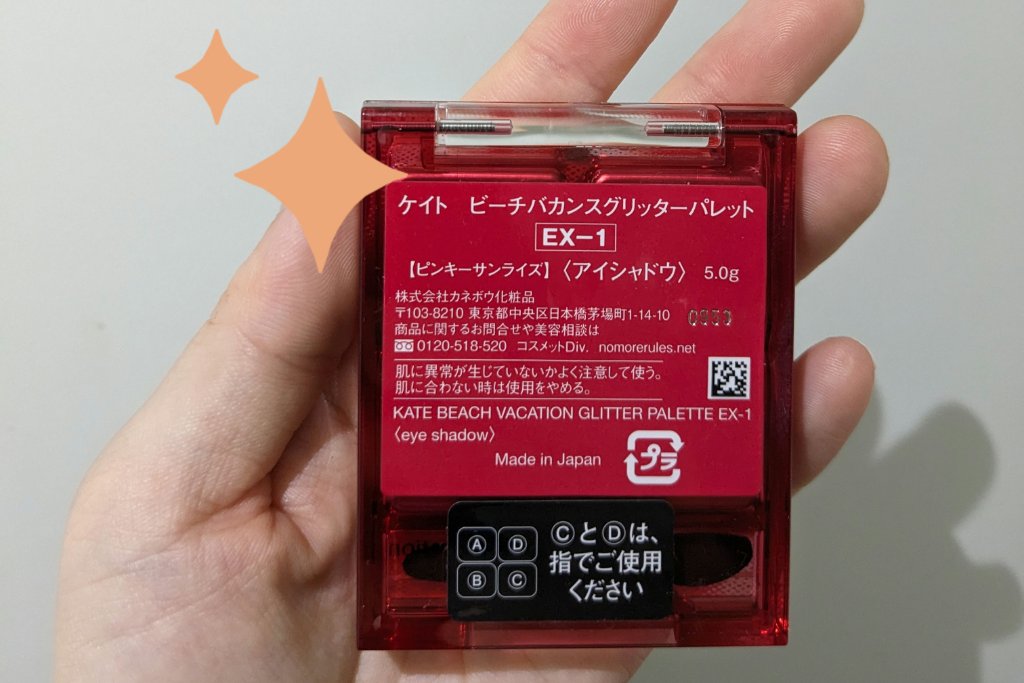 ケイト ビーチバカンスグリッターパレット
EX-1
【ピンキーサンライズ】〈アイシャドウ〉 5.0g
株式会社カネボウ化粧品
〒103-8210 東京都中央区日本橋茅場町1-14-10
商品に関するお問合せや美容相談は
0120-518-520 コスメットDiv. nomorerules.net
肌に異常が生じていないかよく注意して使う。
肌に合わない時は使用をやめる。
KATE BEACH VACATION GLITTER PALETTE EX-1
〈eye shadow〉
Made in Japan
プラ
A D
B C
ⒸとⒹは、
指でご使用
ください